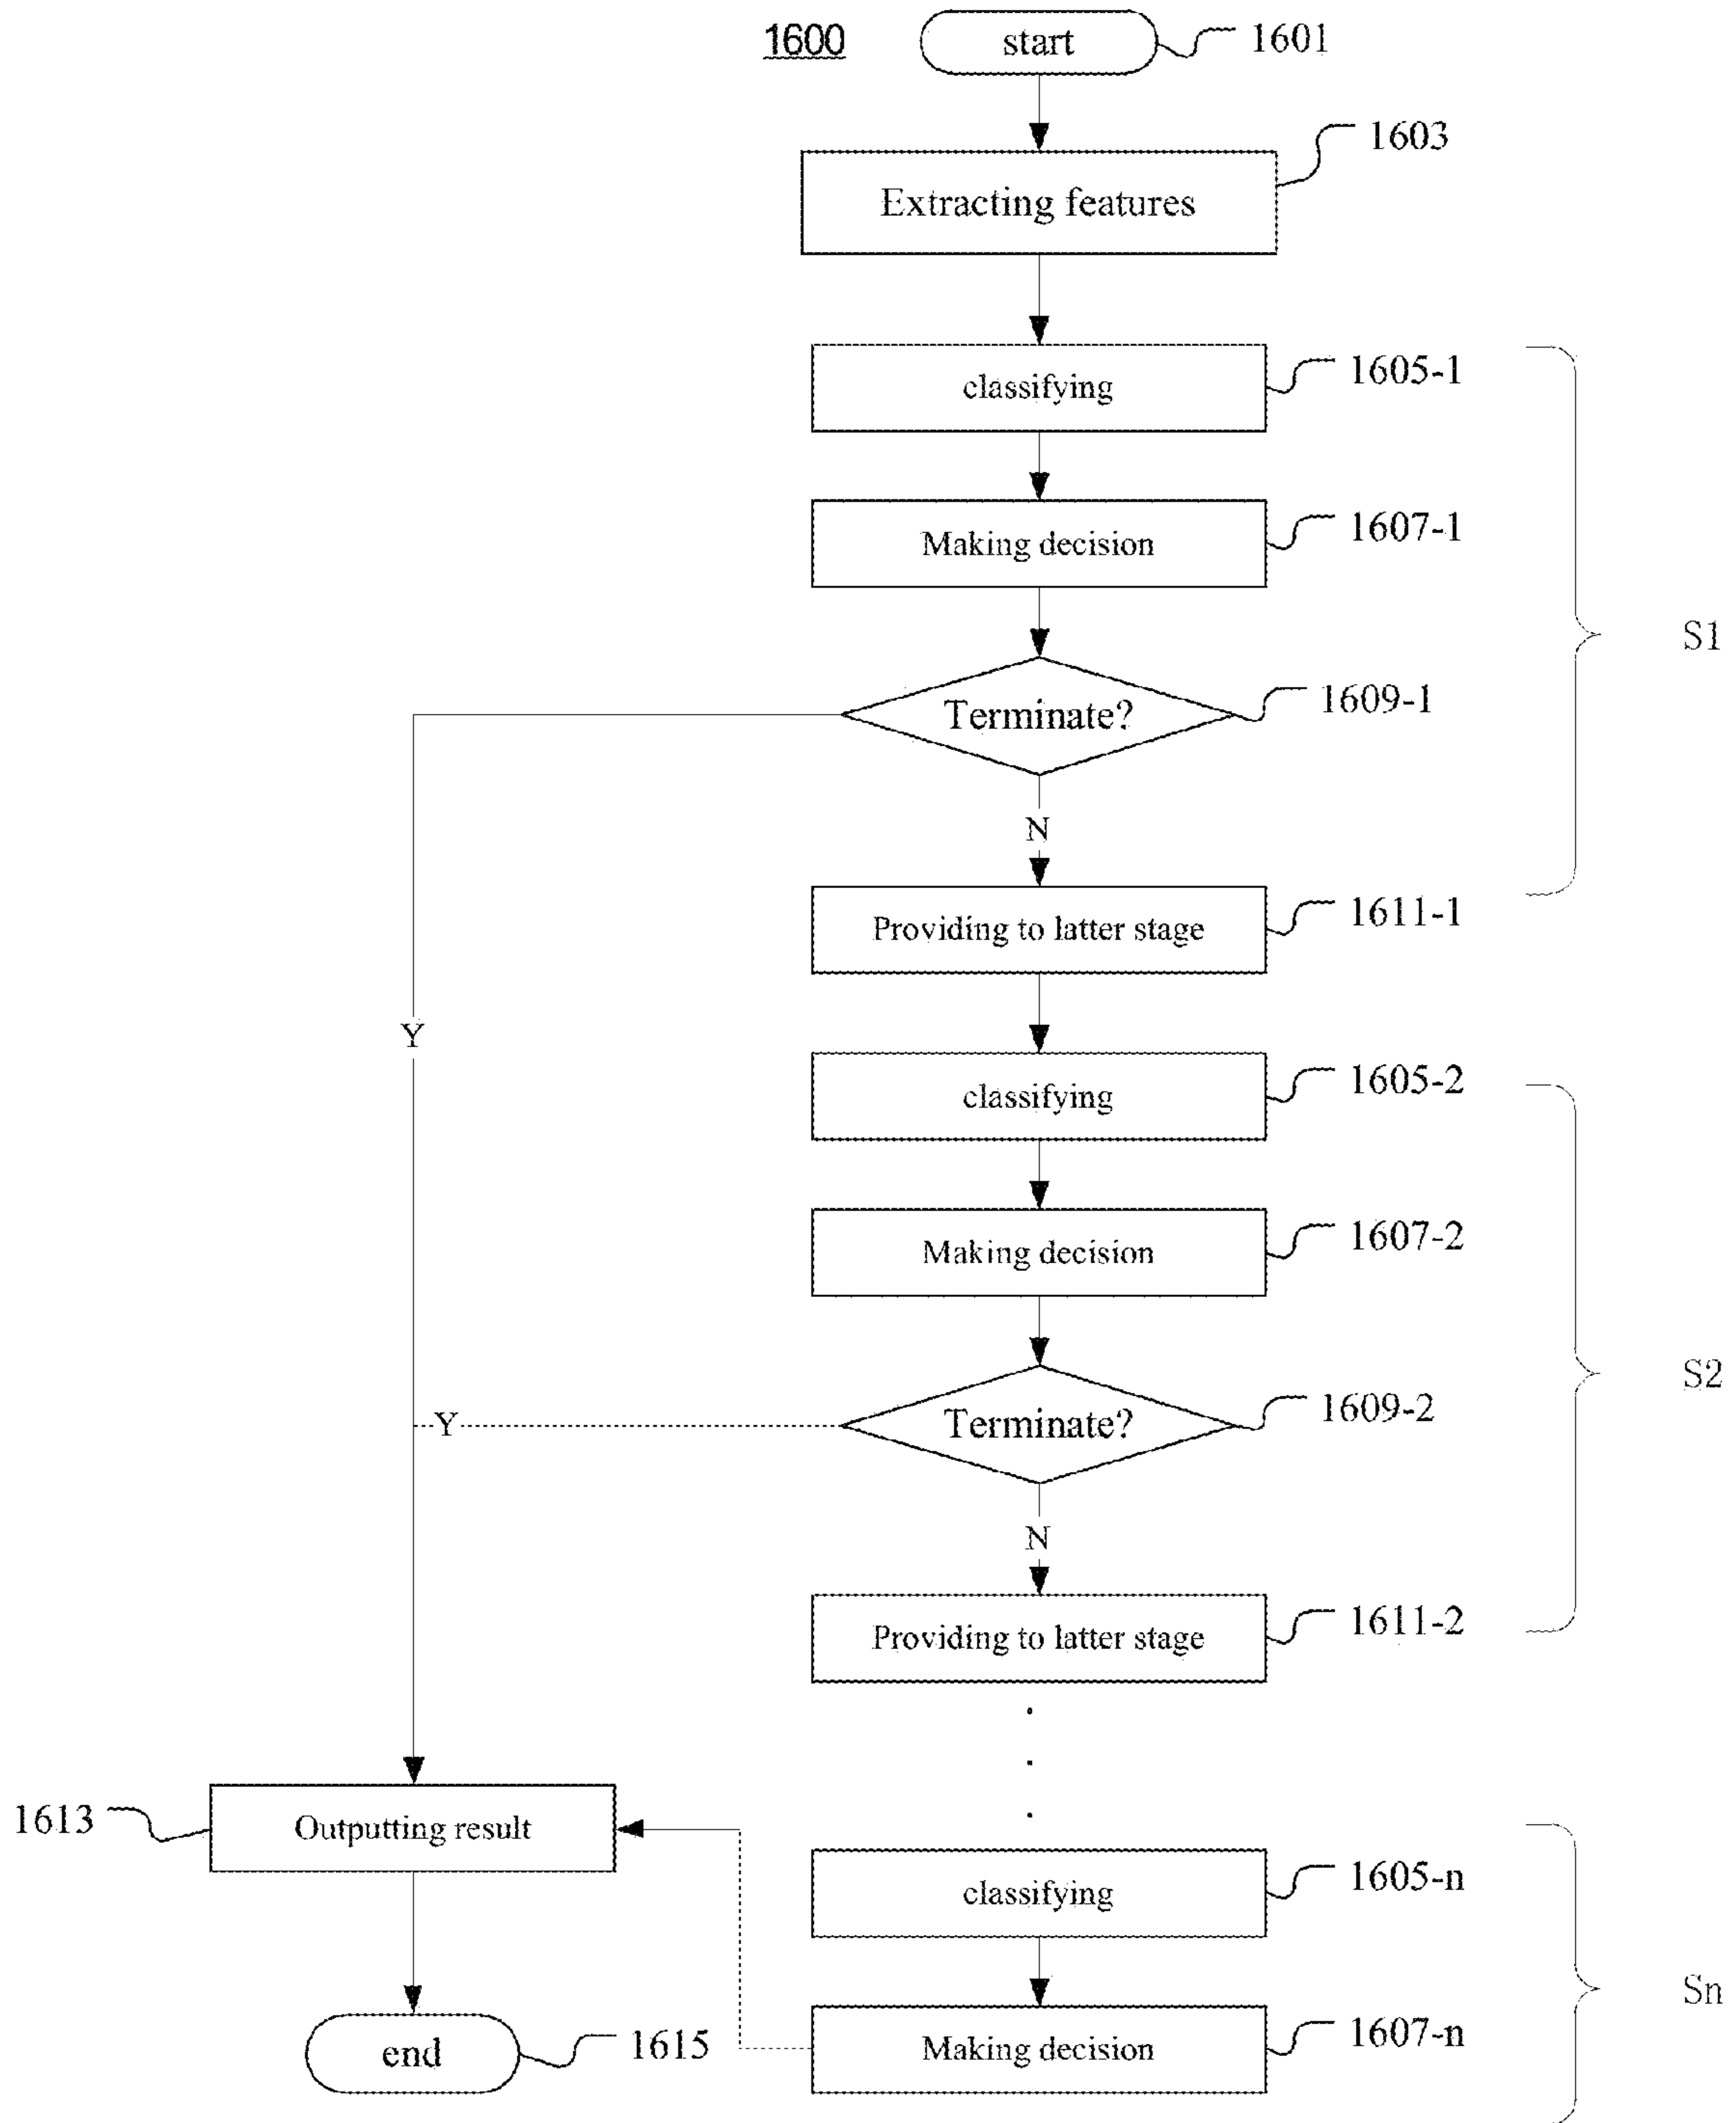 1600
start
1601
1603
Extracting features
1605-1
classifying
1607-1
Making decision
S1
1609-1
Terminate?
N
1611-1
Providing to latter stage
Y
1605-2
classifying
1607-2
Making decision
S2
1609-2
Terminate?
Y
N
1611-2
Providing to latter stage
1613
Outputting result
1605-n
classifying
Sn
1607-n
Making decision
end
1615